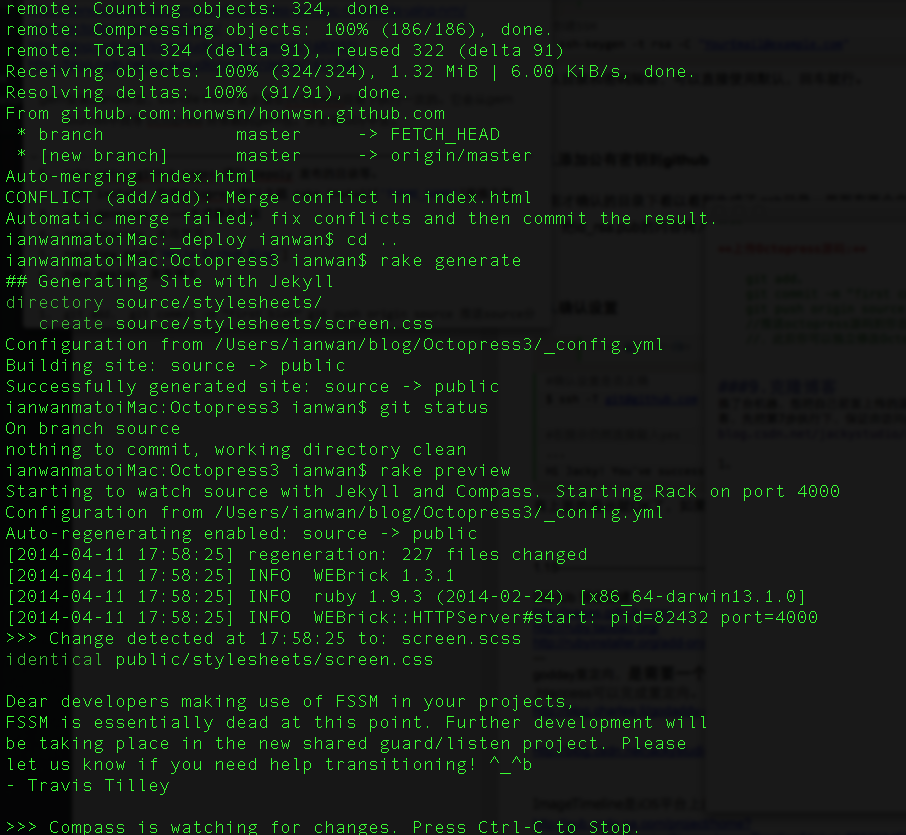 remote: Counting objects: 324, done.
remote: Compressing objects: 100% (186/186), done.
remote: Total 324 (delta 91), reused 322 (delta 91)
Receiving objects: 100% (324/324), 1.32 MiB | 6.00 KiB/s, done.
Resolving deltas: 100% (91/91), done.
From github.com:honwsn/honwsn.github.com
 * branch            master     -> FETCH_HEAD
 * [new branch]      master     -> origin/master
Auto-merging index.html
CONFLICT (add/add): Merge conflict in index.html
Automatic merge failed; fix conflicts and then commit the result.
ianwanmatoiMac:_deploy ianwan$ cd ..
ianwanmatoiMac:Octopress3 ianwan$ rake generate
## Generating Site with Jekyll
directory source/stylesheets/
   create source/stylesheets/screen.css
Configuration from /Users/ianwan/blog/Octopress3/_config.yml
Building site: source -> public
Successfully generated site: source -> public
ianwanmatoiMac:Octopress3 ianwan$ git status
On branch source
nothing to commit, working directory clean
ianwanmatoiMac:Octopress3 ianwan$ rake preview
Starting to watch source with Jekyll and Compass. Starting Rack on port 4000
Configuration from /Users/ianwan/blog/Octopress3/_config.yml
Auto-regenerating enabled: source -> public
[2014-04-11 17:58:25] regeneration: 227 files changed
[2014-04-11 17:58:25] INFO  WEBrick 1.3.1
[2014-04-11 17:58:25] INFO  ruby 1.9.3 (2014-02-24) [x86_64-darwin13.1.0]
[2014-04-11 17:58:25] INFO  WEBrick::HTTPServer#start: pid=82432 port=4000
>>> Change detected at 17:58:25 to: screen.scss
identical public/stylesheets/screen.css
Dear developers making use of FSSM in your projects,
FSSM is essentially dead at this point. Further development will
be taking place in the new shared guard/listen project. Please
let us know if you need help transitioning! ^_^b
- Travis Tilley
>>> Compass is watching for changes. Press Ctrl-C to Stop.